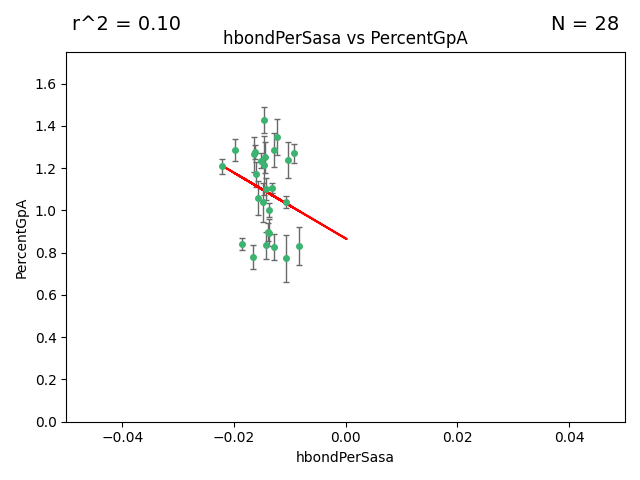 r^2 = 0.10
N = 28
hbondPerSasa vs PercentGpA
PercentGpA
1.6
1.4
1.2
1.0
0.8
0.6
0.4
0.2
0.0
−0.04
−0.02
0.00
0.02
0.04
hbondPerSasa